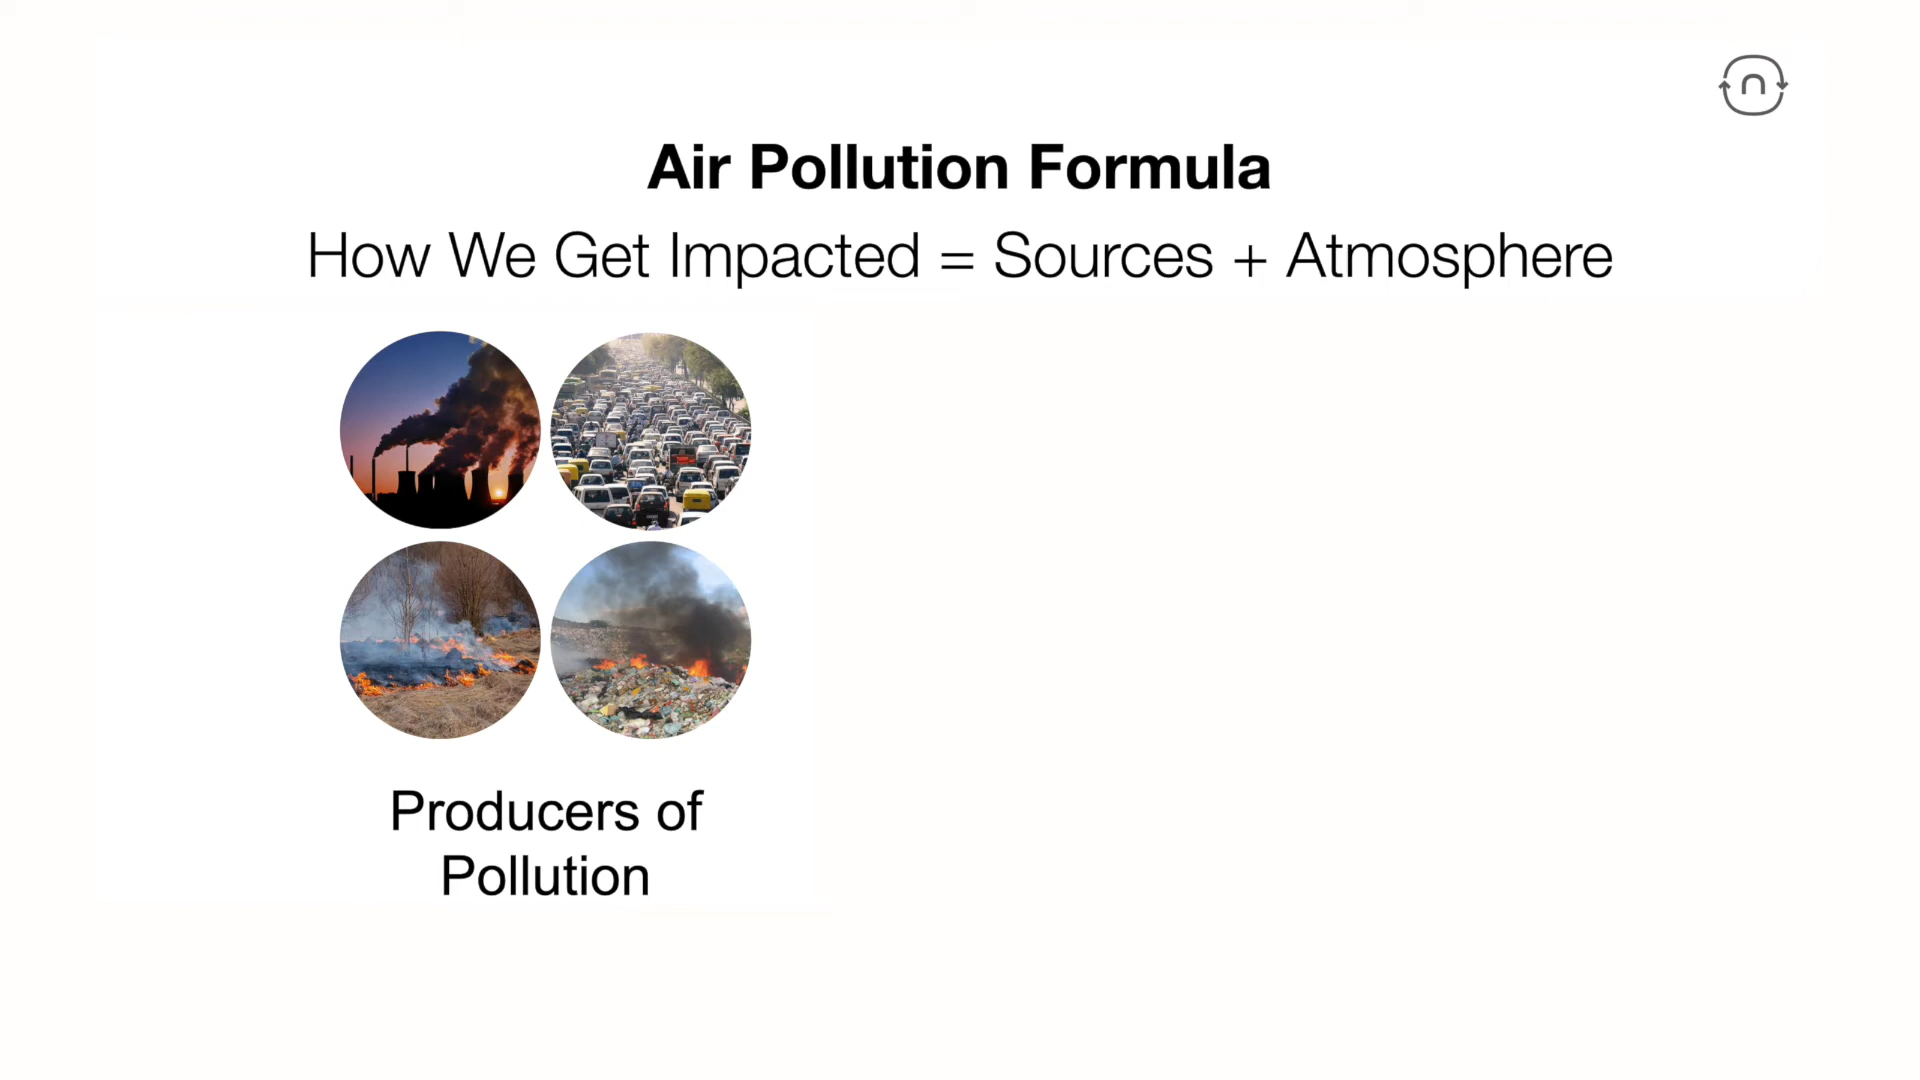 Air Pollution Formula
How We Get Impacted = Sources + Atmosphere
Producers of
Pollution